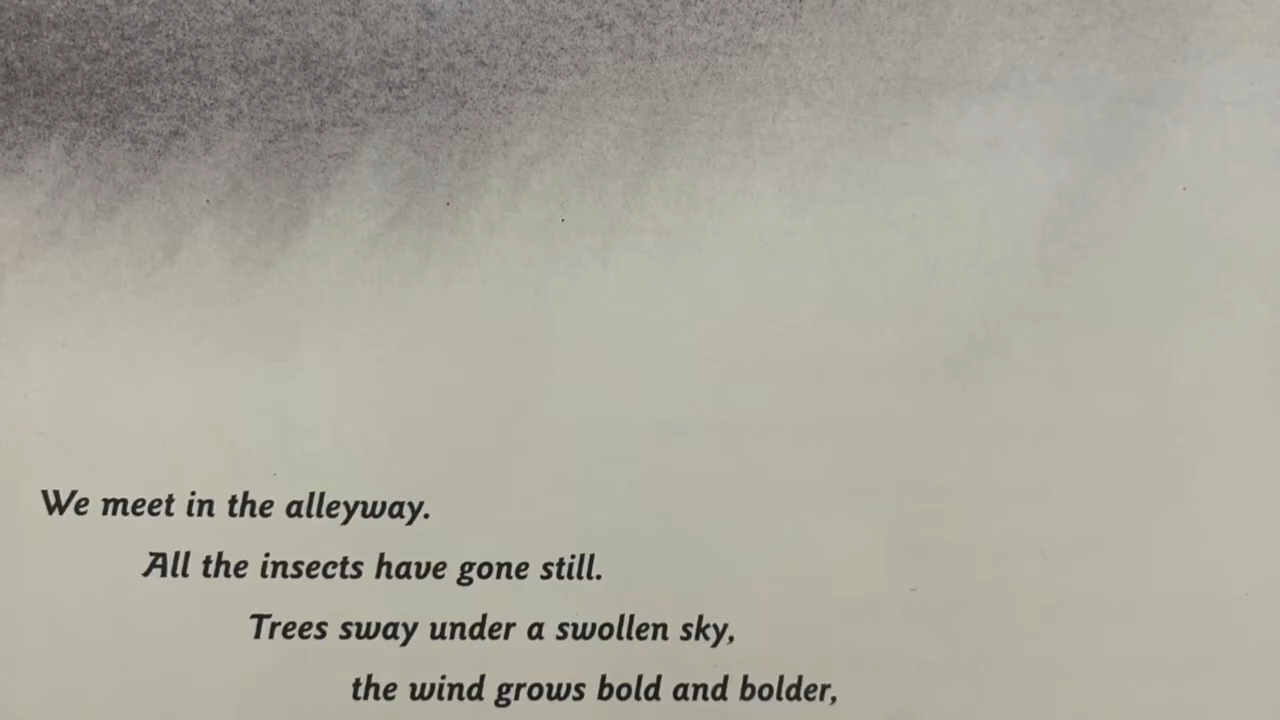 We meet in the alleyway.
All the insects have gone still.
Trees sway under a swollen sky,
the wind grows bold and bolder,